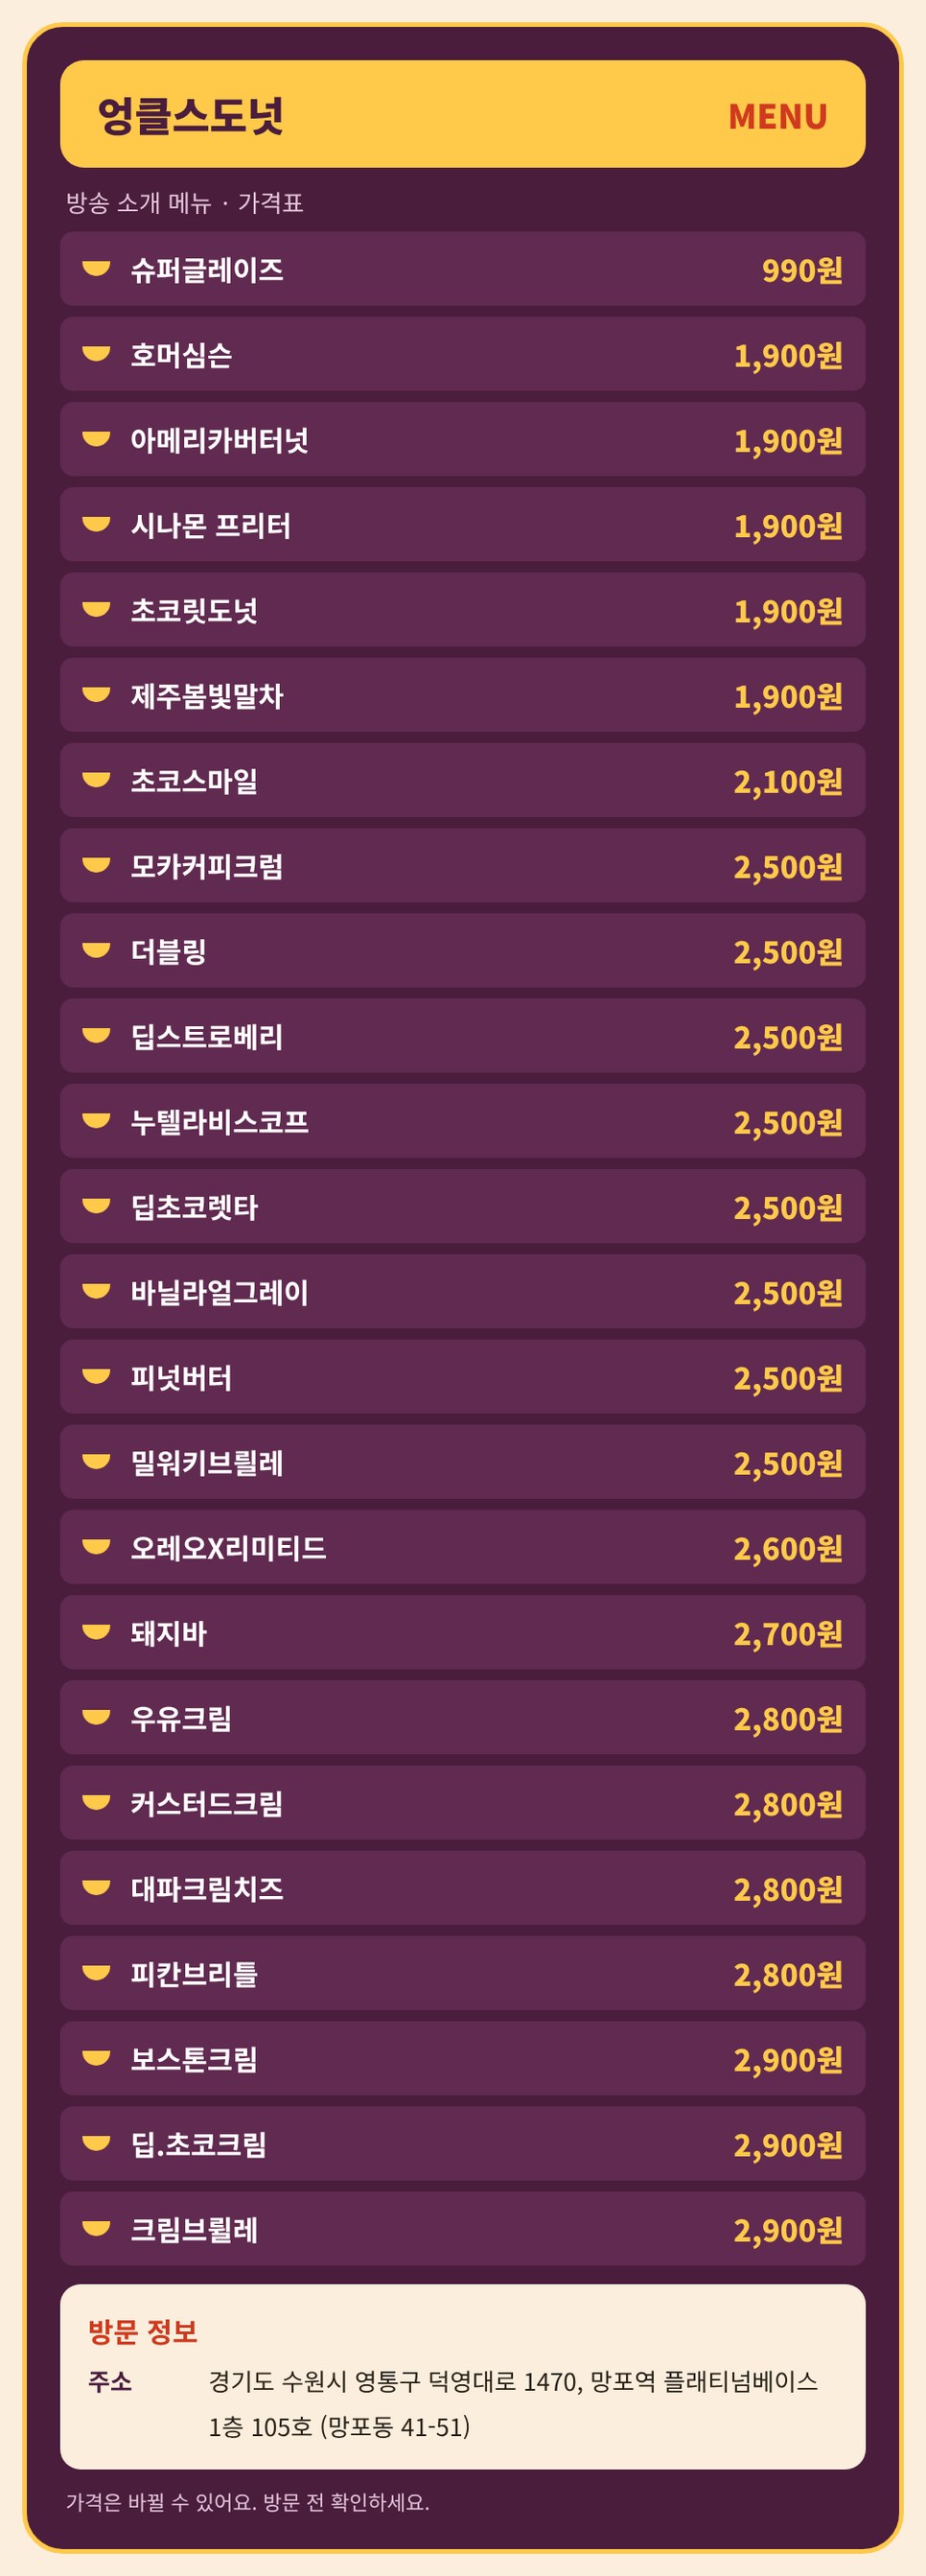 엉클스도넛 MENU
방송 소개 메뉴 · 가격표
슈퍼글레이즈 990원
호머심슨 1,900원
아메리카버터넛 1,900원
시나몬 프리터 1,900원
초코릿도넛 1,900원
제주봄빛말차 1,900원
초코스마일 2,100원
모카커피크럼 2,500원
더블링 2,500원
딥스트로베리 2,500원
누텔라비스코프 2,500원
딥초코렛타 2,500원
바닐라얼그레이 2,500원
피넛버터 2,500원
밀워키브릴레 2,500원
오레오X리미티드 2,600원
돼지바 2,700원
우유크림 2,800원
커스터드크림 2,800원
대파크림치즈 2,800원
피칸브리틀 2,800원
보스톤크림 2,900원
딥.초코크림 2,900원
크림브륄레 2,900원
방문 정보
주소 경기도 수원시 영통구 덕영대로 1470, 망포역 플래티넘베이스
1층 105호 (망포동 41-51)
가격은 바뀔 수 있어요. 방문 전 확인하세요.